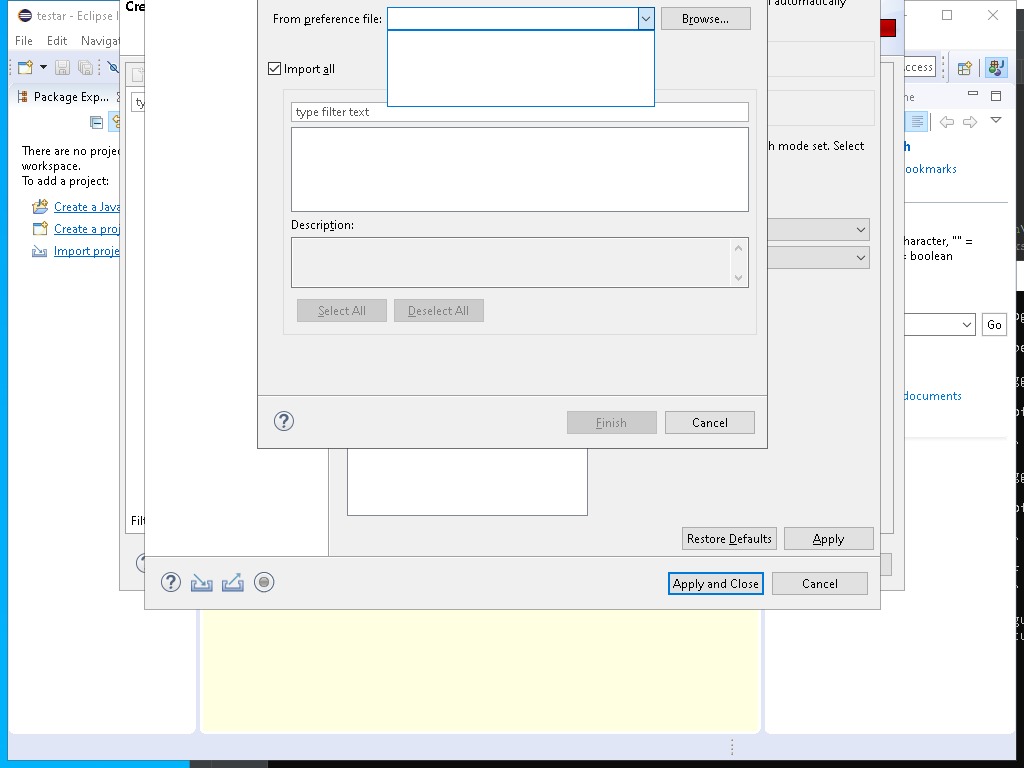 testar - Eclipse I
Cre
automatically
File Edit Navigat
From preference file:
Browse...
ccess
Package Exp...
Import all
ty
type filter text
There are no projec
workspace.
To add a project:
Create a Java
Create a proj
Import proje
h mode set. Select
h
ookmarks
Description:
haracter, "" =
= boolean
Select All
Deselect All
Go
documents
Finish
Cancel
Filt
Restore Defaults
Apply
Apply and Close
Cancel